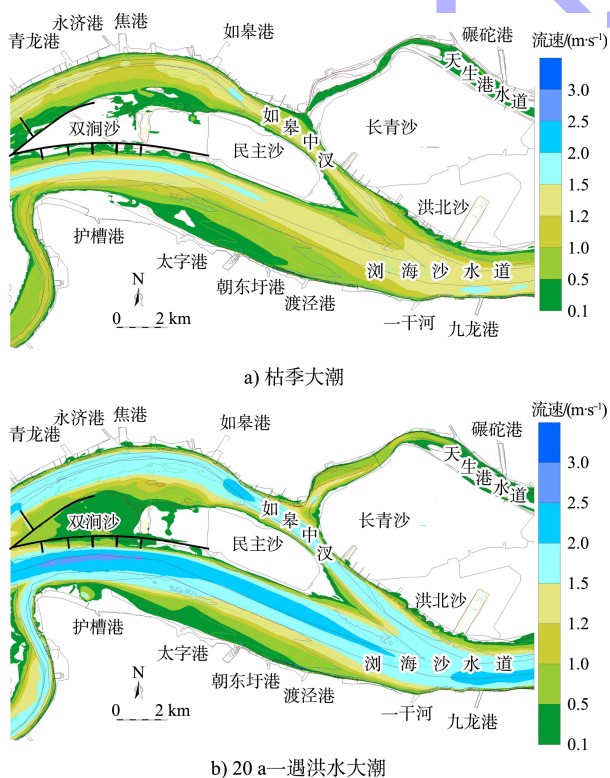 永济港 焦港 如皋港 碾砣港 流速/(m·s⁻¹)
青龙港 天生港水道 3.0
双涧沙 如皋中汊 长青沙 2.0
民主沙 1.5
洪北沙 1.2
护槽港 1.0
太字港 浏海沙水道
N 朝东圩港 0.5
0 2 km 渡泾港 一干河 九龙港 0.1
a) 枯季大潮
永济港 焦港 如皋港 碾砣港 流速/(m·s⁻¹)
青龙港 天生港水道 3.0
双涧沙 如皋中汊 长青沙 2.0
民主沙 1.5
洪北沙 1.2
护槽港 1.0
太字港 浏海沙水道
N 朝东圩港 0.5
0 2 km 渡泾港 一干河 九龙港 0.1
b) 20 a一遇洪水大潮